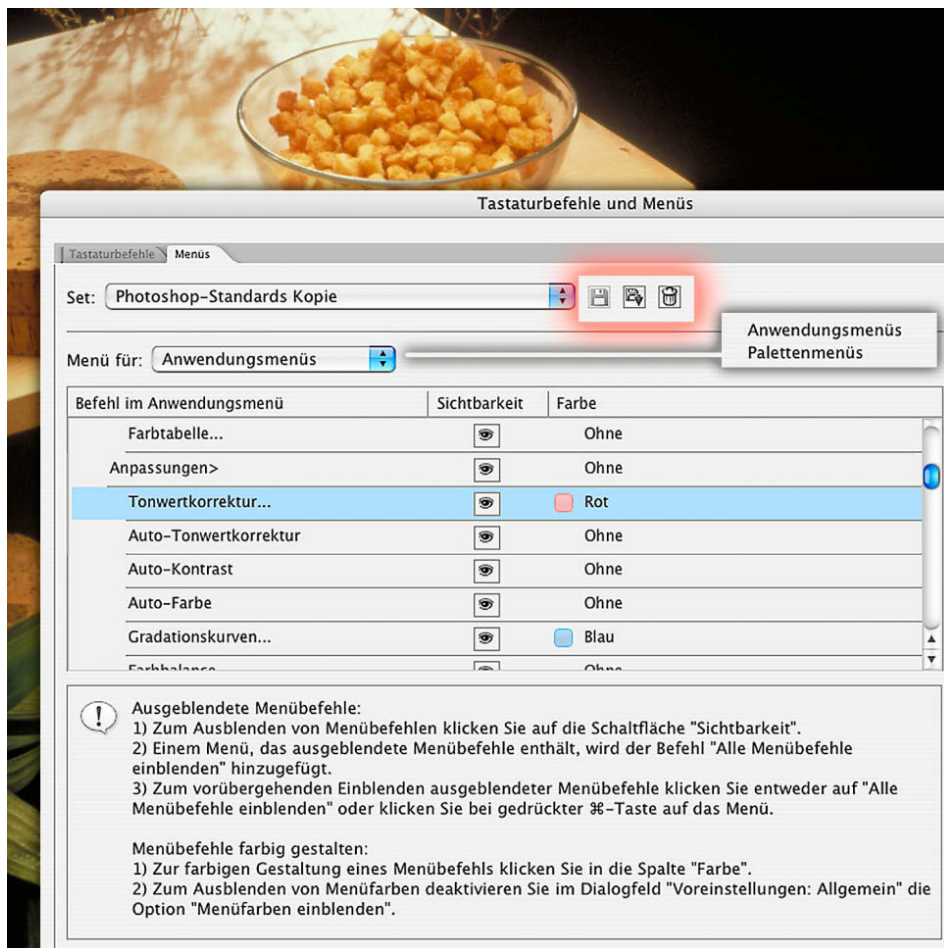 Tastaturbefehle und Menüs
Tastaturbefehle Menüs
Set: Photoshop-Standards Kopie
Anwendungsmenüs
Palettenmenüs
Menü für: Anwendungsmenüs
Befehl im Anwendungsmenü Sichtbarkeit Farbe
Farbtabelle... Ohne
Anpassungen> Ohne
Tonwertkorrektur... Rot
Auto-Tonwertkorrektur Ohne
Auto-Kontrast Ohne
Auto-Farbe Ohne
Gradationskurven... Blau
Farbbalance... Ohne
Ausgeblendete Menübefehle:
1) Zum Ausblenden von Menübefehlen klicken Sie auf die Schaltfläche "Sichtbarkeit".
2) Einem Menü, das ausgeblendete Menübefehle enthält, wird der Befehl "Alle Menübefehle
einblenden" hinzugefügt.
3) Zum vorübergehenden Einblenden ausgeblendeter Menübefehle klicken Sie entweder auf "Alle
Menübefehle einblenden" oder klicken Sie bei gedrückter ⌘-Taste auf das Menü.
Menübefehle farbig gestalten:
1) Zur farbigen Gestaltung eines Menübefehls klicken Sie in die Spalte "Farbe".
2) Zum Ausblenden von Menüfarben deaktivieren Sie im Dialogfeld "Voreinstellungen: Allgemein" die
Option "Menüfarben einblenden".